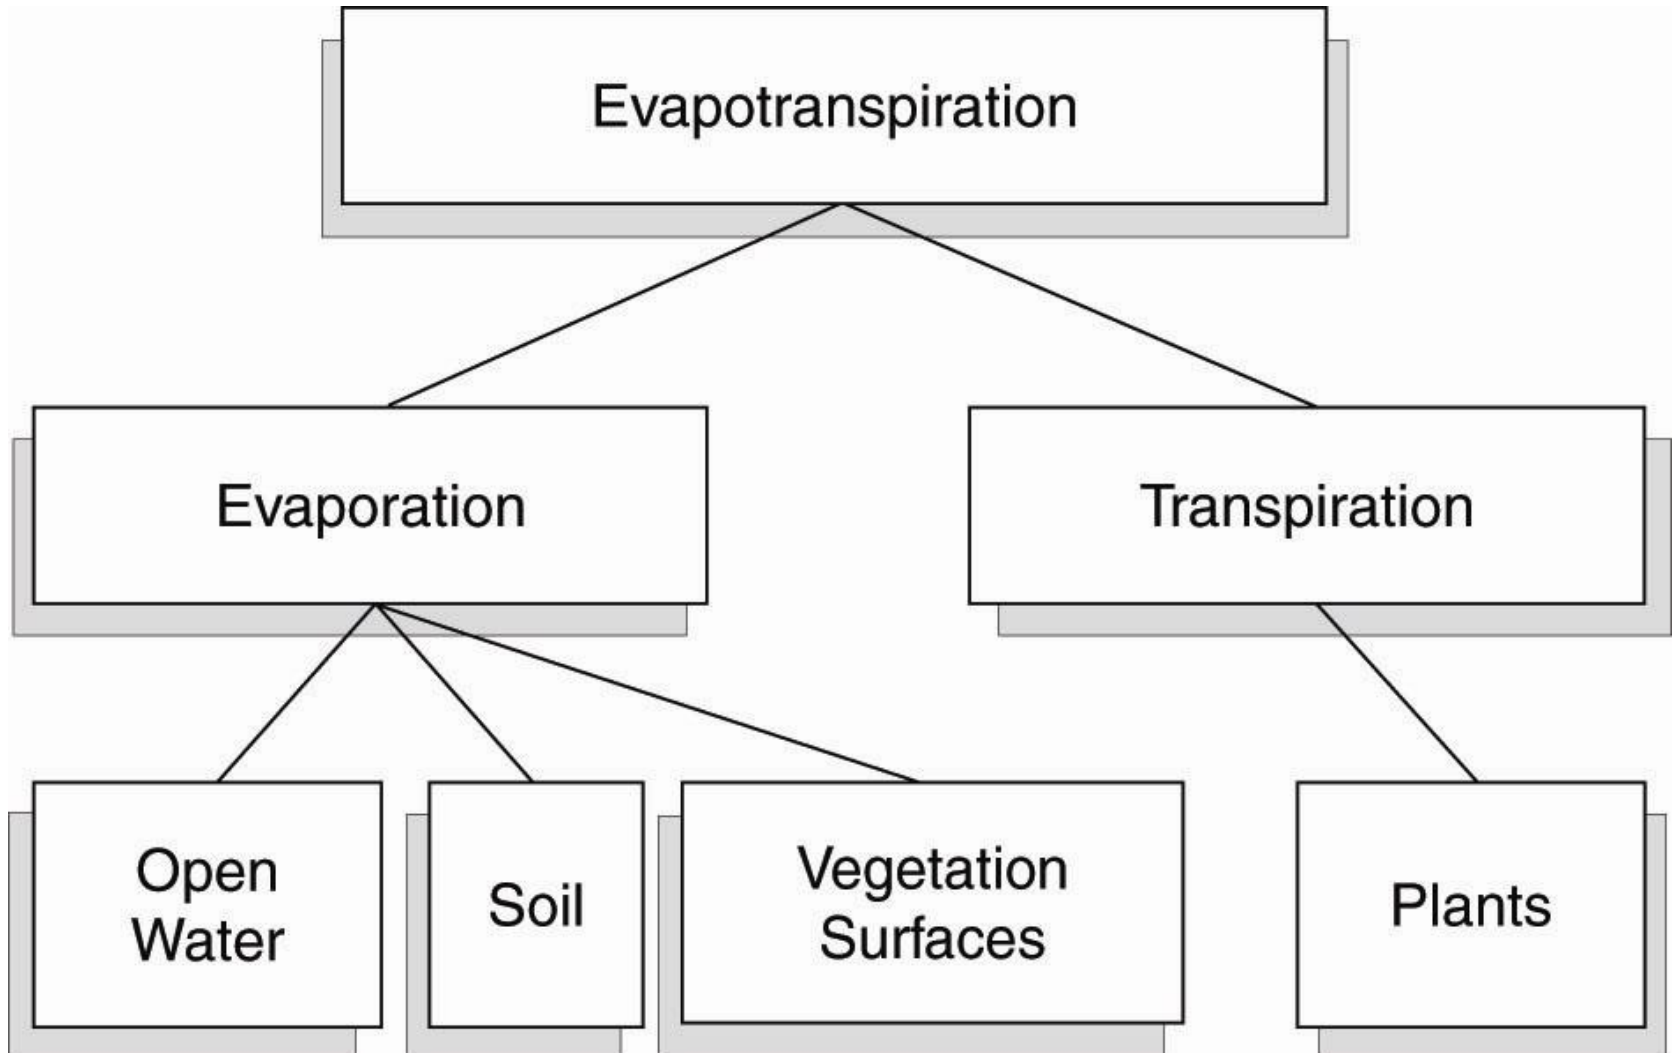 Evapotranspiration
Evaporation
Transpiration
Open
Water
Soil
Vegetation
Surfaces
Plants